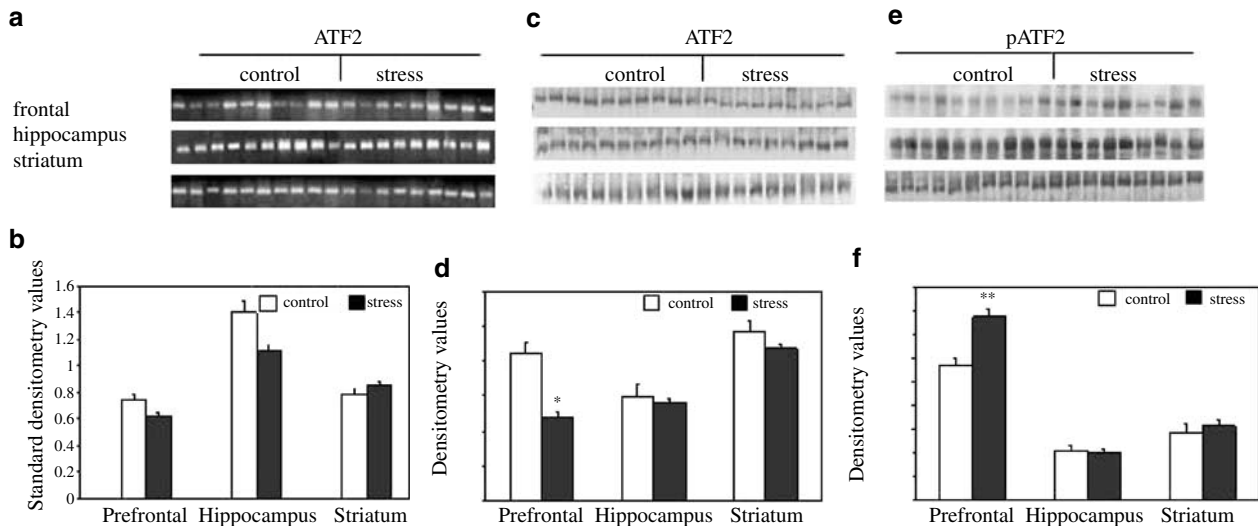 a
ATF2
control stress
frontal
hippocampus
striatum
c
ATF2
control stress
e
pATF2
control stress
b
Standard densitometry values
1.6
1.4
1.2
1
0.8
0.6
0.4
0.2
0
control stress
Prefrontal Hippocampus Striatum
d
Densitometry values
control stress
*
Prefrontal Hippocampus Striatum
f
Densitometry values
control stress
**
Prefrontal Hippocampus Striatum